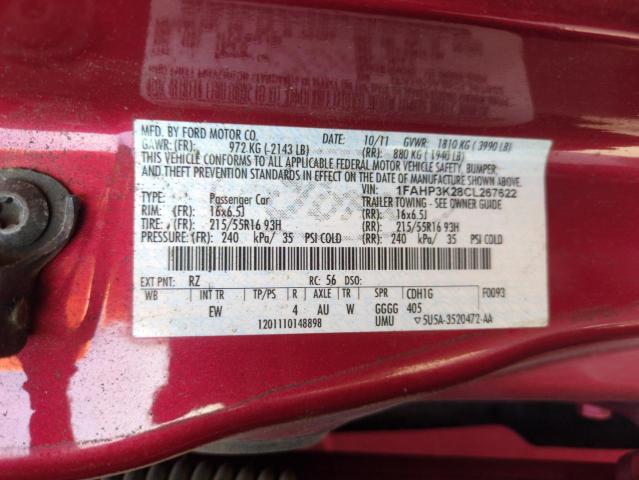 MFD. BY FORD MOTOR CO. DATE: 10/11 GVWR: 1810 KG ( 3990 LB)
GAWR: (FR): 972 KG (-2143 LB) (RR): 880 KG ( 1940 LB)
THIS VEHICLE CONFORMS TO ALL APPLICABLE FEDERAL MOTOR VEHICLE SAFETY, BUMPER,
AND THEFT PREVENTION STANDARDS IN EFFECT ON THE DATE OF MANUFACTURE SHOWN ABOVE.
VIN: 1FAHP3K28CL267622
TYPE: Passenger Car TRAILER TOWING - SEE OWNER GUIDE
RIM: (FR): 16x6.5J (RR): 16x6.5J
TIRE: (FR): 215/55R16 93H (RR): 215/55R16 93H
PRESSURE: (FR): 240 kPa/ 35 PSI COLD (RR): 240 kPa/ 35 PSI COLD
EXT PNT: RZ RC: 56 DSO:
WB INT TR TP/PS R AXLE TR SPR CDH1G F0093
EW 4 AU W GGGG 405
1201110148898 UMU ▽5U5A-3520472-AA